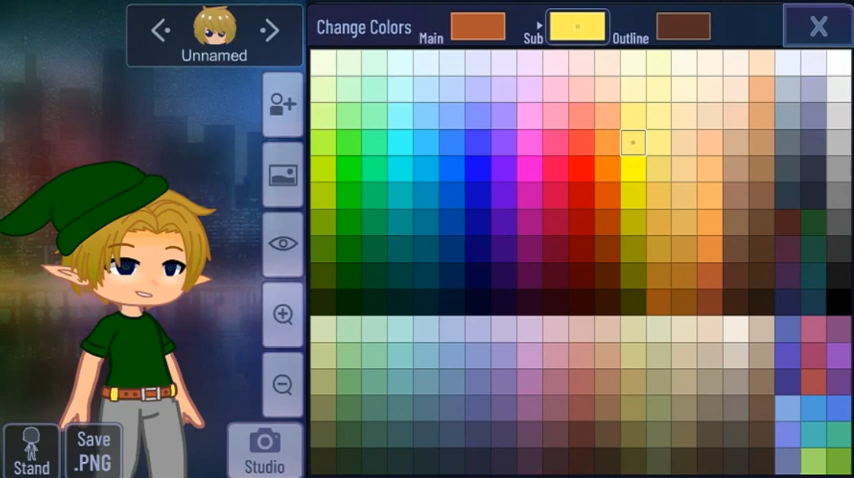 Unnamed
Change Colors
Main
Sub
Outline
X
Stand
Save
.PNG
Studio